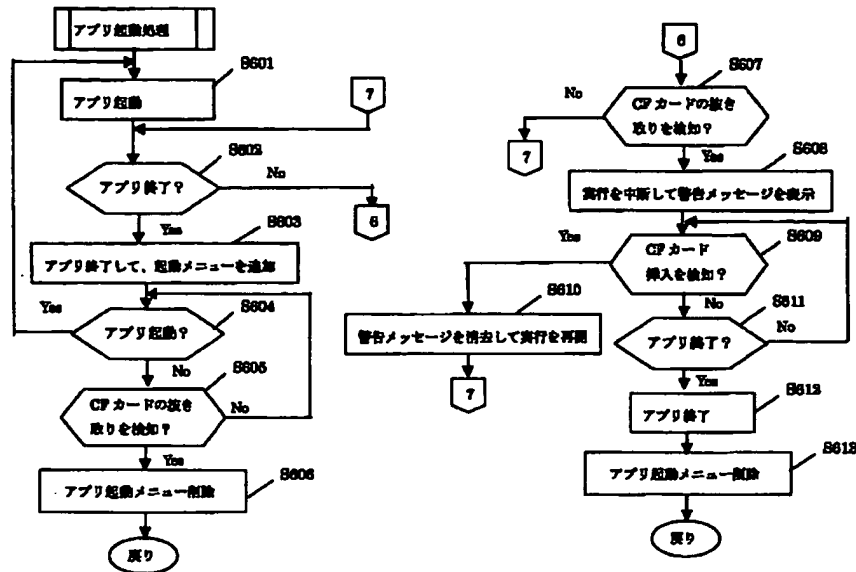 アプリ起動処理
S601
アプリ起動
7
S602
アプリ終了?
No
6
Yes
S603
アプリ終了して、起動メニューを追加
Yes
S604
アプリ起動?
No
S605
CFカードの抜き
取りを検知?
No
Yes
S606
アプリ起動メニュー削除
戻り
6
S607
CFカードの抜き
取りを検知?
No
7
Yes
S608
実行を中断して警告メッセージを表示
S609
CFカード
挿入を検知?
Yes
S610
警告メッセージを消去して実行を再開
7
No
S611
アプリ終了?
No
Yes
S612
アプリ終了
S613
アプリ起動メニュー削除
戻り